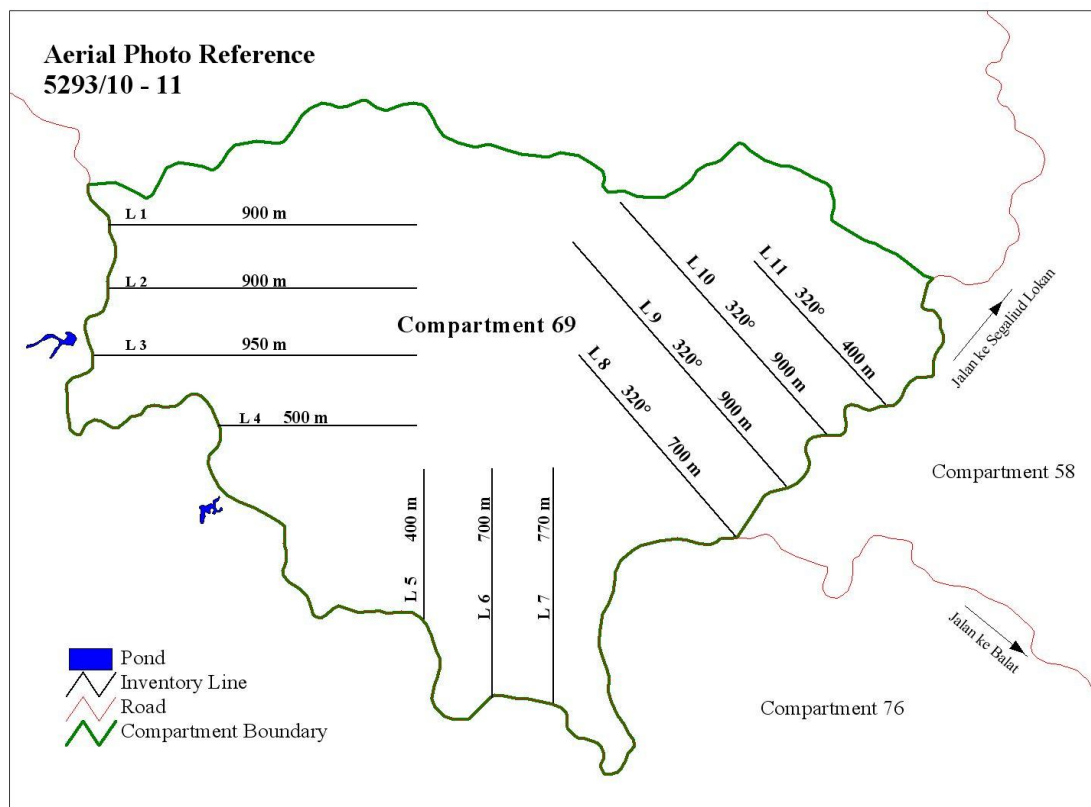 Aerial Photo Reference
5293/10 - 11
L 1 900 m
L 2 900 m
L 3 950 m
L 4 500 m
Compartment 69
L 5 400 m
L 6 700 m
L 7 770 m
L 8 320° 700 m
L 9 320° 900 m
L 10 320° 900 m
L 11 320° 400 m
Jalan ke Segaliud Lokan
Compartment 58
Jalan ke Balat
Compartment 76
Pond
Inventory Line
Road
Compartment Boundary